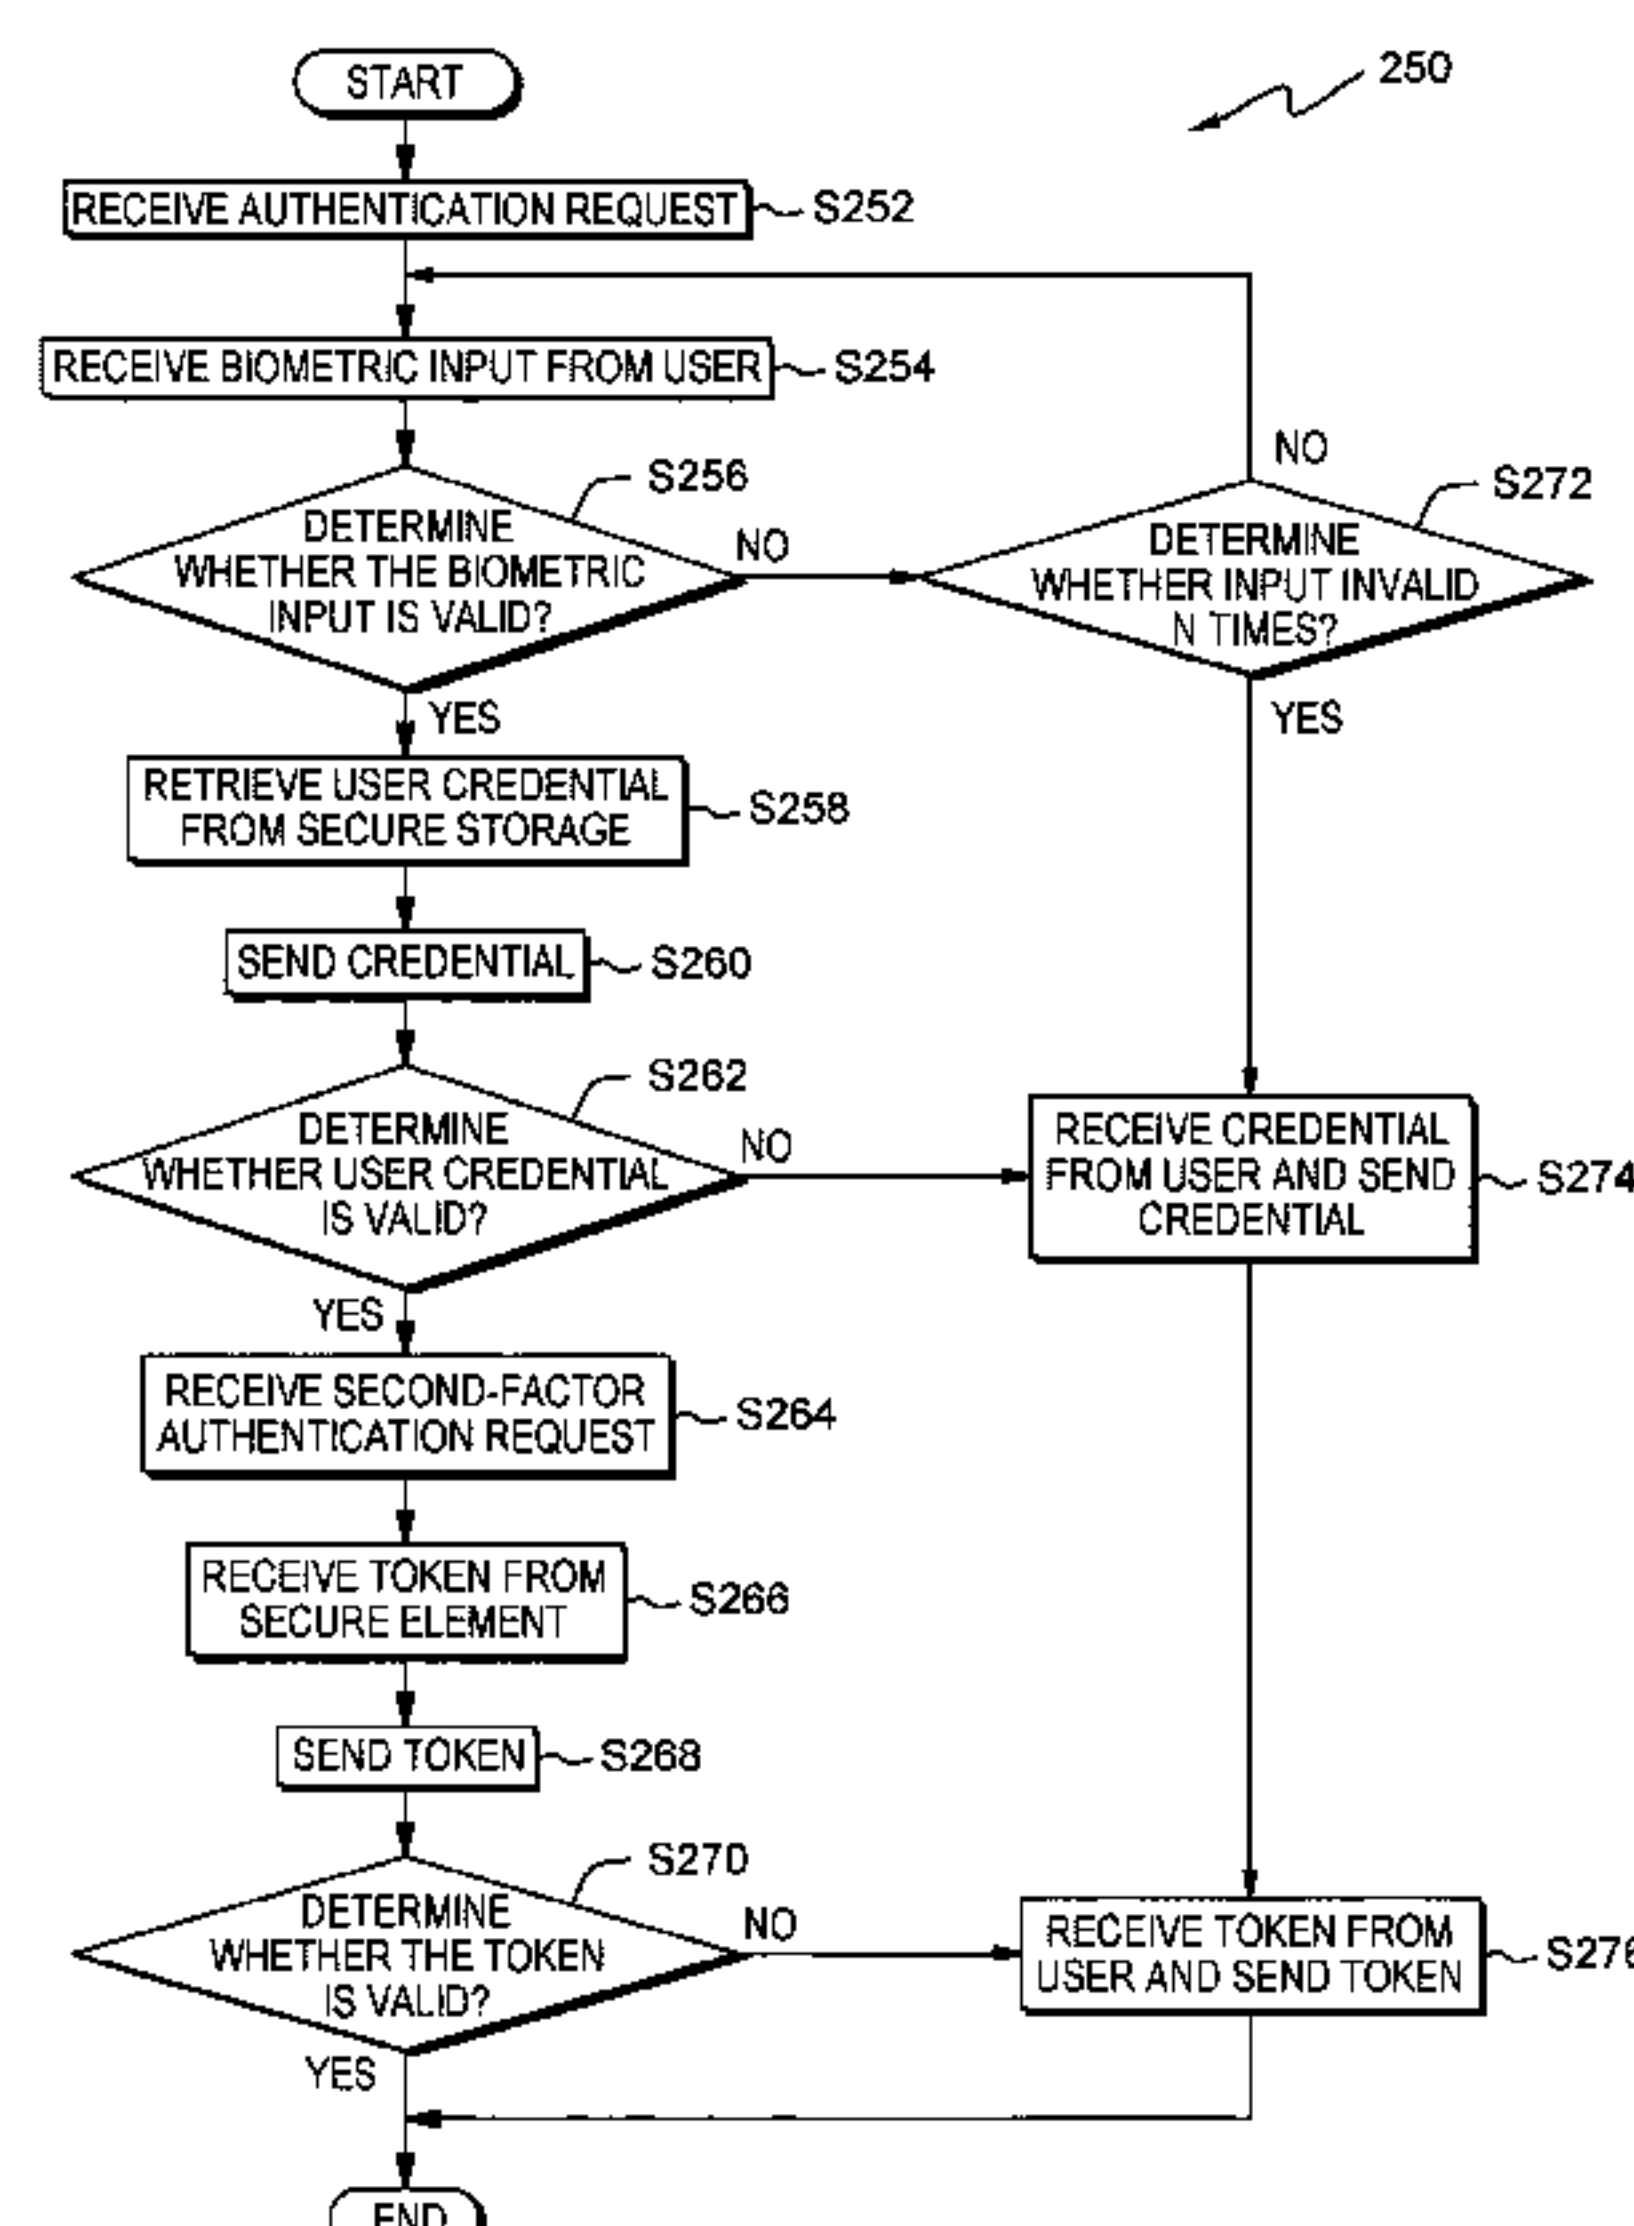 START
250
RECEIVE AUTHENTICATION REQUEST
S252
RECEIVE BIOMETRIC INPUT FROM USER
S254
S256
DETERMINE
WHETHER THE BIOMETRIC
INPUT IS VALID?
NO
YES
NO
S272
DETERMINE
WHETHER INPUT INVALID
N TIMES?
YES
RETRIEVE USER CREDENTIAL
FROM SECURE STORAGE
S258
SEND CREDENTIAL
S260
S262
DETERMINE
WHETHER USER CREDENTIAL
IS VALID?
NO
YES
RECEIVE CREDENTIAL
FROM USER AND SEND
CREDENTIAL
S274
RECEIVE SECOND-FACTOR
AUTHENTICATION REQUEST
S264
RECEIVE TOKEN FROM
SECURE ELEMENT
S266
SEND TOKEN
S268
S270
DETERMINE
WHETHER THE TOKEN
IS VALID?
NO
YES
RECEIVE TOKEN FROM
USER AND SEND TOKEN
S276
END